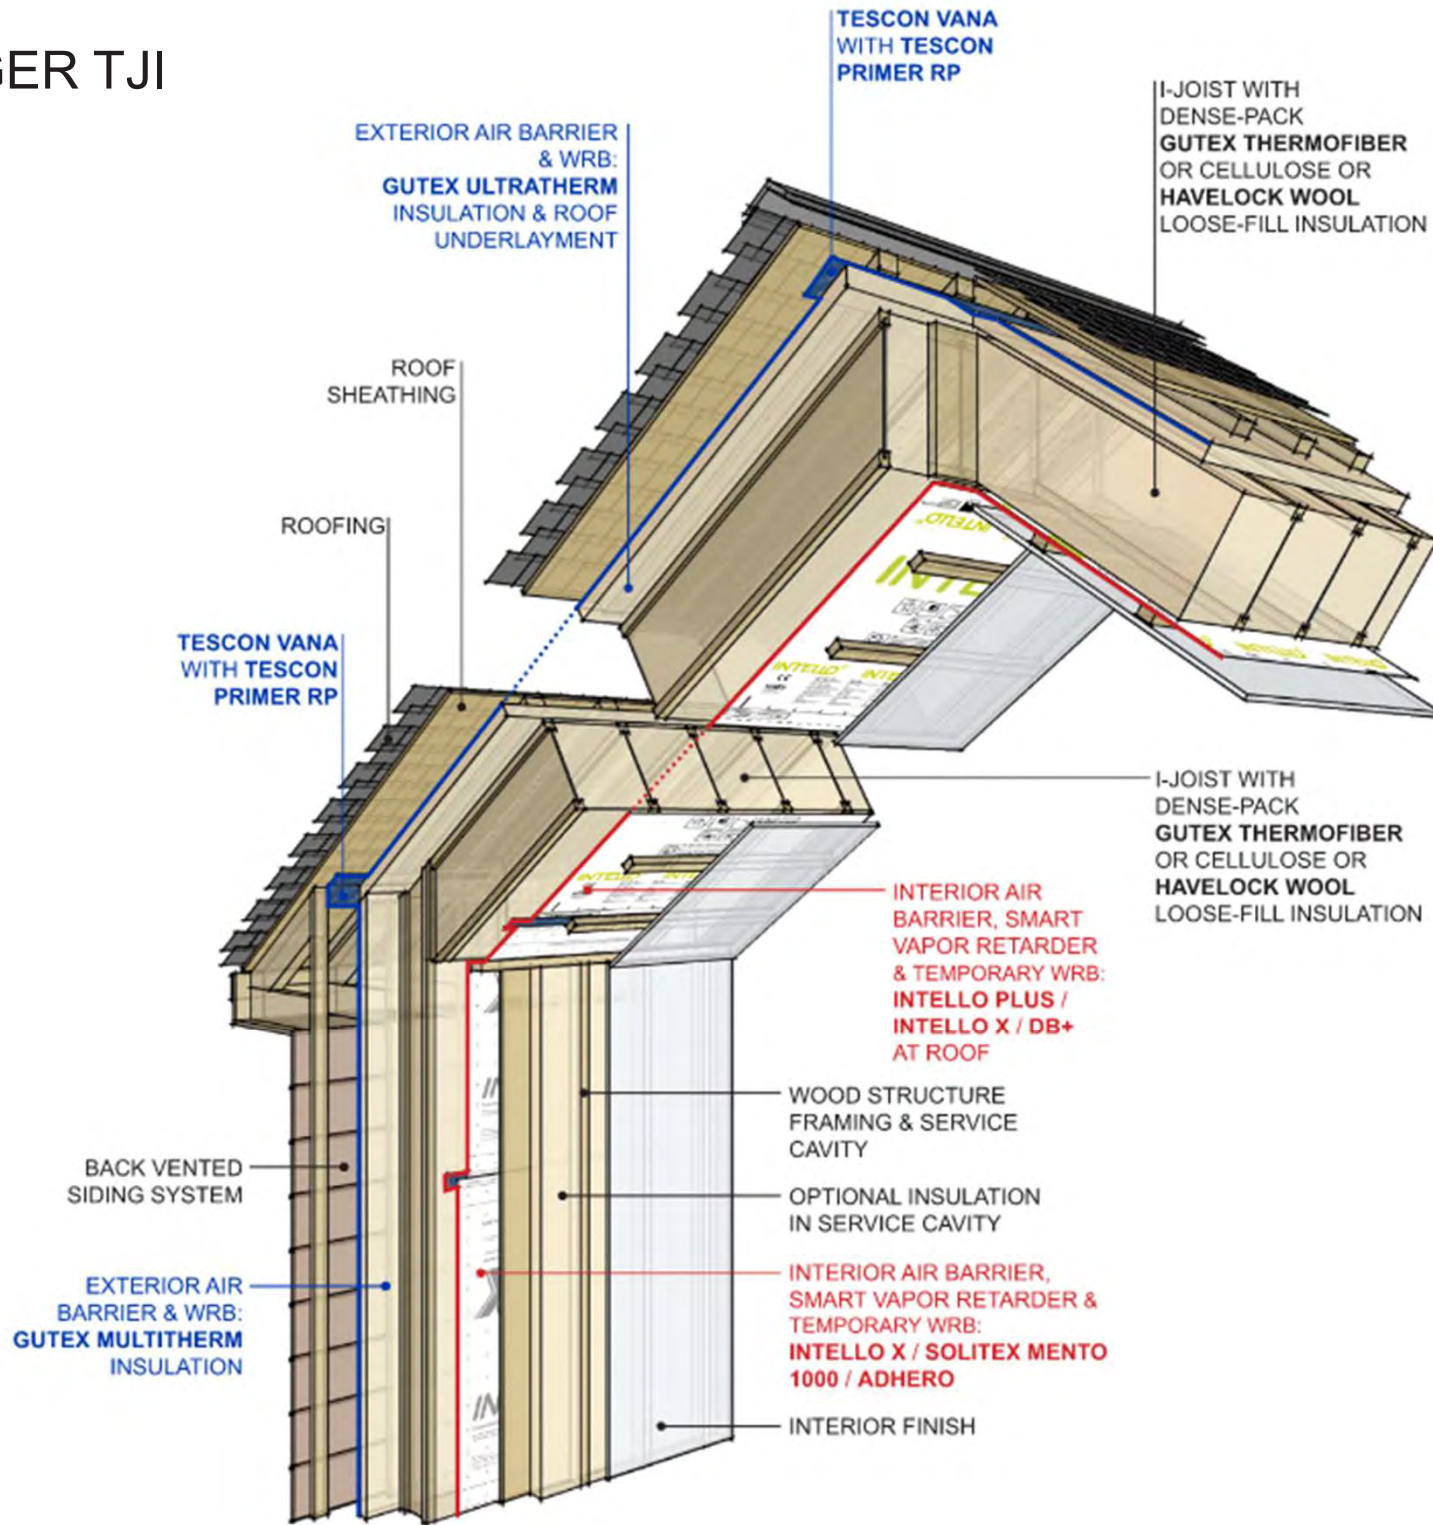 GER TJI
TESCON VANA
WITH TESCON
PRIMER RP
I-JOIST WITH
DENSE-PACK
GUTEX THERMOFIBER
OR CELLULOSE OR
HAVELOCK WOOL
LOOSE-FILL INSULATION
EXTERIOR AIR BARRIER
& WRB:
GUTEX ULTRATHERM
INSULATION & ROOF
UNDERLAYMENT
ROOF
SHEATHING
ROOFING
TESCON VANA
WITH TESCON
PRIMER RP
INTELLO
INTELLO
I-JOIST WITH
DENSE-PACK
GUTEX THERMOFIBER
OR CELLULOSE OR
HAVELOCK WOOL
LOOSE-FILL INSULATION
INTERIOR AIR
BARRIER, SMART
VAPOR RETARDER
& TEMPORARY WRB:
INTELLO PLUS /
INTELLO X / DB+
AT ROOF
WOOD STRUCTURE
FRAMING & SERVICE
CAVITY
BACK VENTED
SIDING SYSTEM
OPTIONAL INSULATION
IN SERVICE CAVITY
EXTERIOR AIR
BARRIER & WRB:
GUTEX MULTITHERM
INSULATION
INTERIOR AIR BARRIER,
SMART VAPOR RETARDER &
TEMPORARY WRB:
INTELLO X / SOLITEX MENTO
1000 / ADHERO
INTERIOR FINISH